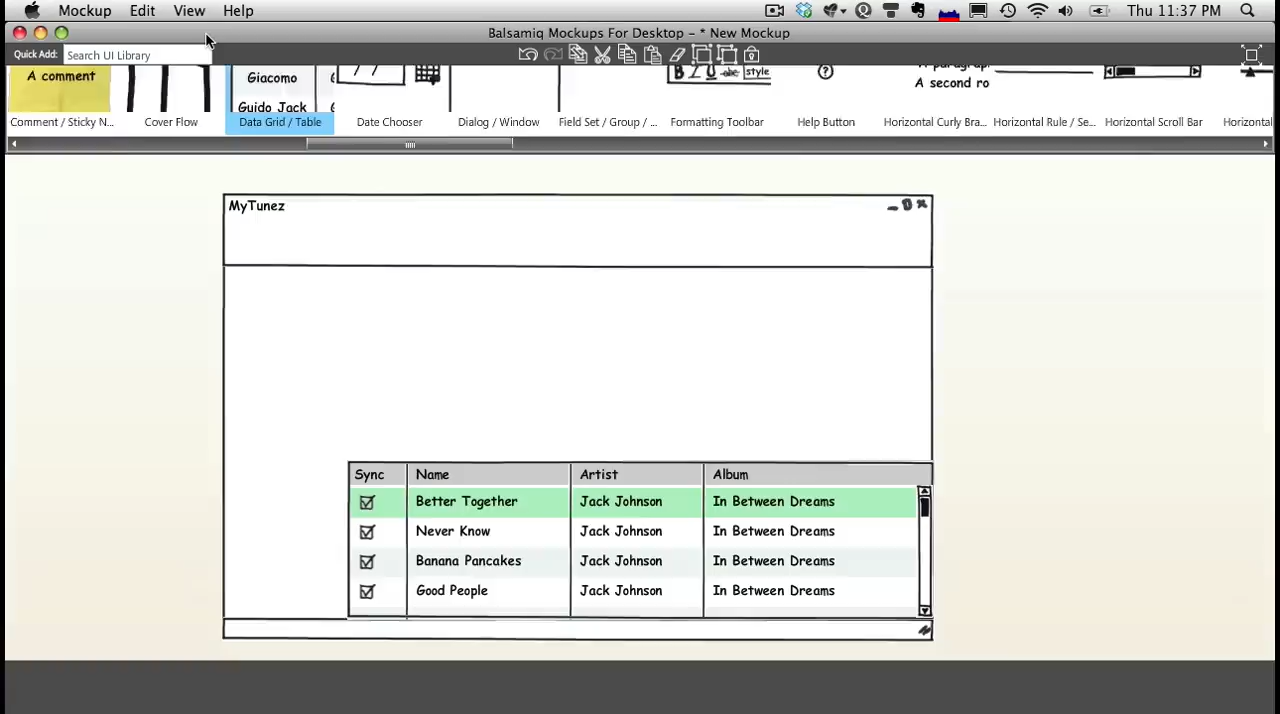 Mockup Edit View Help Thu 11:37 PM
Balsamiq Mockups For Desktop – * New Mockup
Quick Add: Search UI Library
A comment
Giacomo
Guido Jack
B I U abc style
?
A second ro
Comment / Sticky N... Cover Flow Data Grid / Table Date Chooser Dialog / Window Field Set / Group / ... Formatting Toolbar Help Button Horizontal Curly Bra... Horizontal Rule / Se... Horizontal Scroll Bar Horizonta
MyTunez
Sync Name Artist Album
Better Together Jack Johnson In Between Dreams
Never Know Jack Johnson In Between Dreams
Banana Pancakes Jack Johnson In Between Dreams
Good People Jack Johnson In Between Dreams